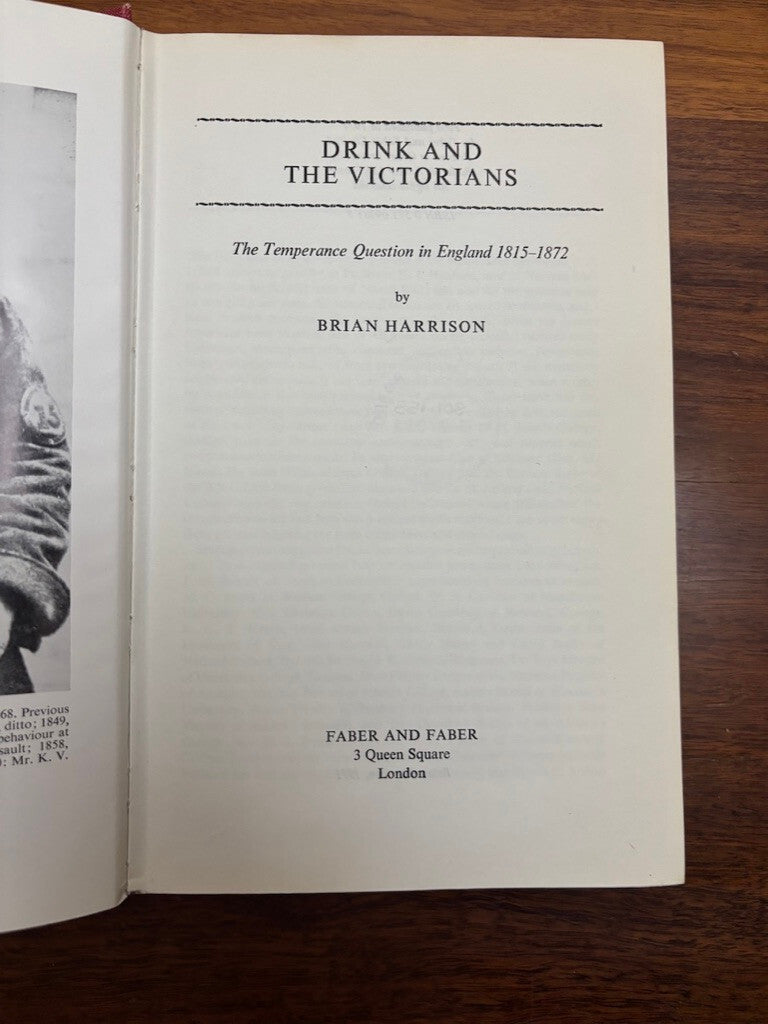 68. Previous
ditto; 1849,
behaviour at
sault; 1858,
: Mr. K. V.
DRINK AND
THE VICTORIANS
The Temperance Question in England 1815–1872
by
BRIAN HARRISON
FABER AND FABER
3 Queen Square
London